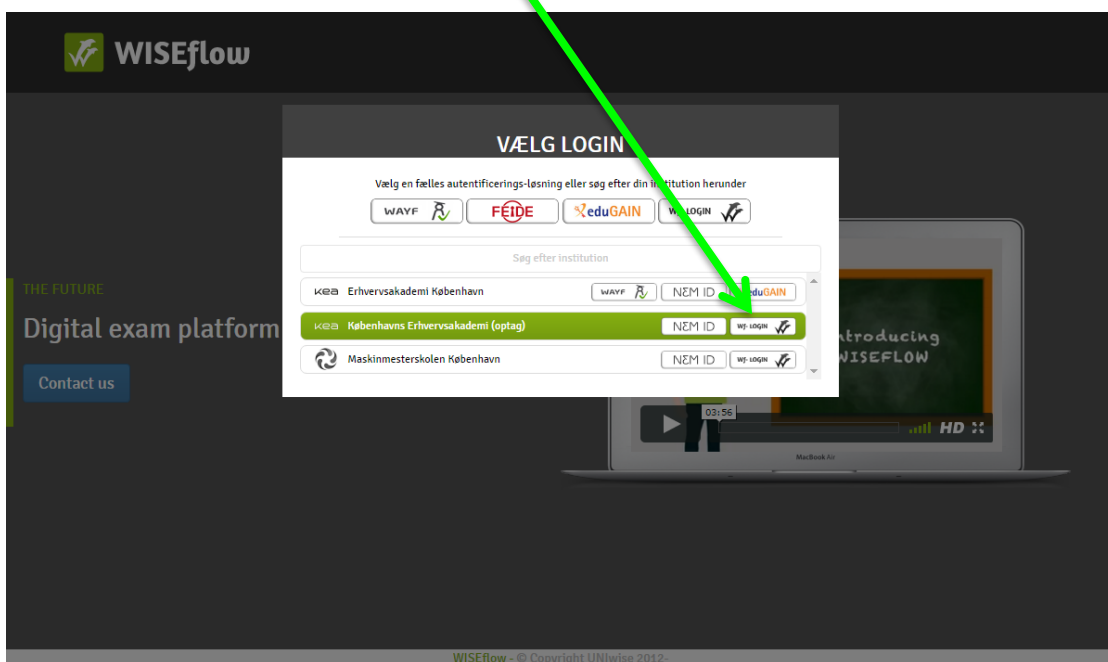 WISEflow
VÆLG LOGIN
Vælg en fælles autentificerings-løsning eller søg efter din institution herunder
WAYF FEIDE eduGAIN LOGIN
Søg efter institution
THE FUTURE
Digital exam platform
Contact us
kea Erhvervsakademi København WAYF NEM ID eduGAIN
kea Københavns Erhvervsakademi (optag) NEM ID WF- LOGIN
Maskinmesterskolen København NEM ID WF- LOGIN
introducing
WISEFLOW
03:56
HD
MacBook Air
WISEflow - © Copyright UNIwise 2012-